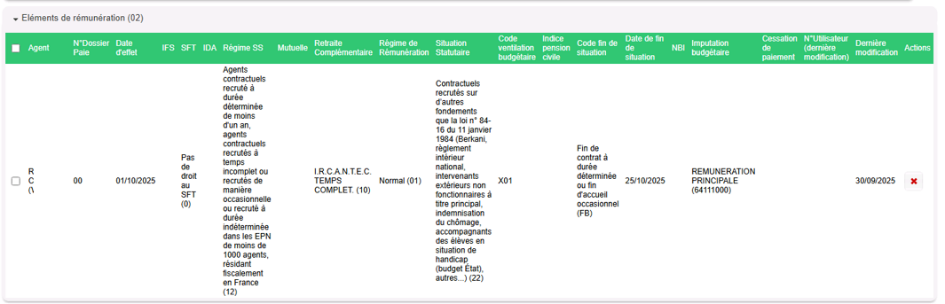 Eléments de rémunération (02)
Agent
N°Dossier
Paie
Date
d'effet
IFS
SFT
IDA
Régime SS
Mutuelle
Retraite
Complémentaire
Régime de
Rémunération
Situation
Statutaire
Code
ventilation
budgétaire
Indice
pension
civile
Code fin de
situation
Date de fin
de
situation
NBI
Imputation
budgétaire
Cessation
de
paiement
N°Utilisateur
(dernière
modification)
Dernière
modification
Actions
R
C
(\
00
01/10/2025
Pas
de
droit
au
SFT
(0)
Agents
contractuels
recruté à
durée
déterminée
de moins
d'un an,
agents
contractuels
recrutés à
temps
incomplet ou
recrutés de
manière
occasionnelle
ou recruté à
durée
indéterminée
dans les EPN
de moins de
1000 agents,
résidant
fiscalement
en France
(12)
I.R.C.A.N.T.E.C.
TEMPS
COMPLET. (10)
Normal (01)
Contractuels
recrutés sur
d'autres
fondements
que la loi n° 84-
16 du 11 janvier
1984 (Berkani,
règlement
intérieur
national,
intervenants
extérieurs non
fonctionnaires à
titre principal,
indemnisation
du chômage,
accompagnants
des élèves en
situation de
handicap
(budget État),
autres...) (22)
X01
Fin de
contrat à
durée
déterminée
ou fin
d'accueil
occasionnel
(FB)
25/10/2025
REMUNERATION
PRINCIPALE
(64111000)
30/09/2025